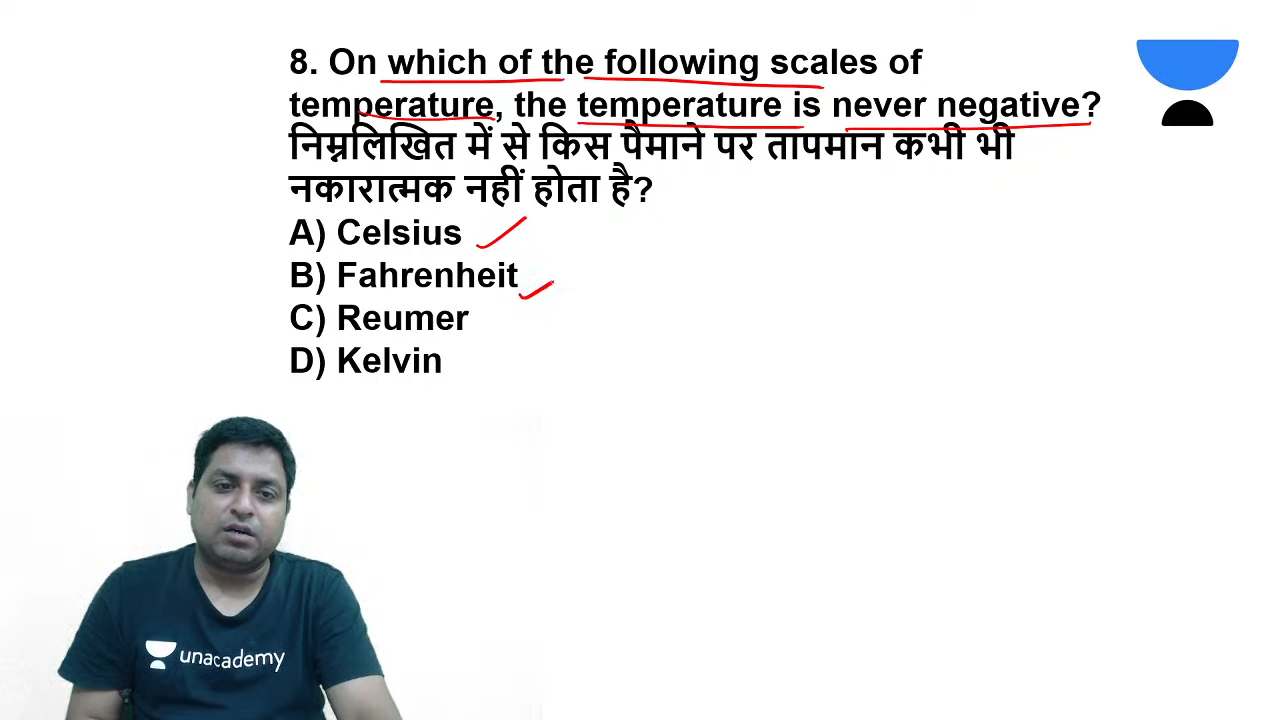 8. On which of the following scales of
temperature, the temperature is never negative?
निम्नलिखित में से किस पैमाने पर तापमान कभी भी
नकारात्मक नहीं होता है?
A) Celsius
B) Fahrenheit
C) Reumer
D) Kelvin
unacademy